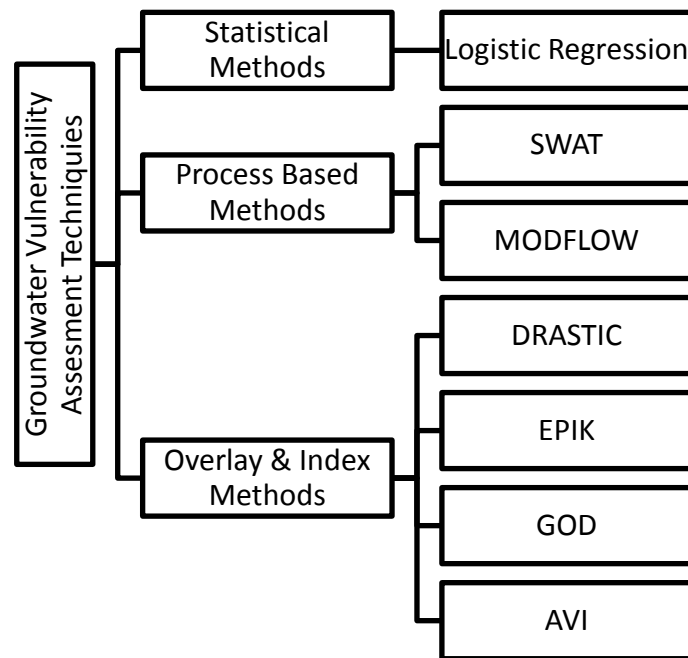 Groundwater Vulnerability
Assesment Techniquies
Statistical
Methods
Logistic Regression
Process Based
Methods
SWAT
MODFLOW
Overlay & Index
Methods
DRASTIC
EPIK
GOD
AVI